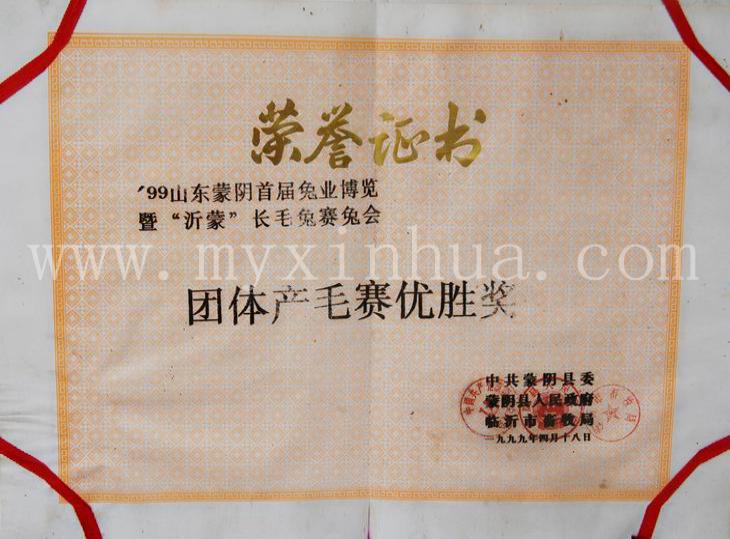 荣誉证书
'99山东蒙阴首届兔业博览
暨“沂蒙”长毛兔赛兔会
www.myxinhua.com
团体产毛赛优胜奖
中共蒙阴县委
蒙阴县人民政府
临沂市畜牧局
一九九九年四月十八日